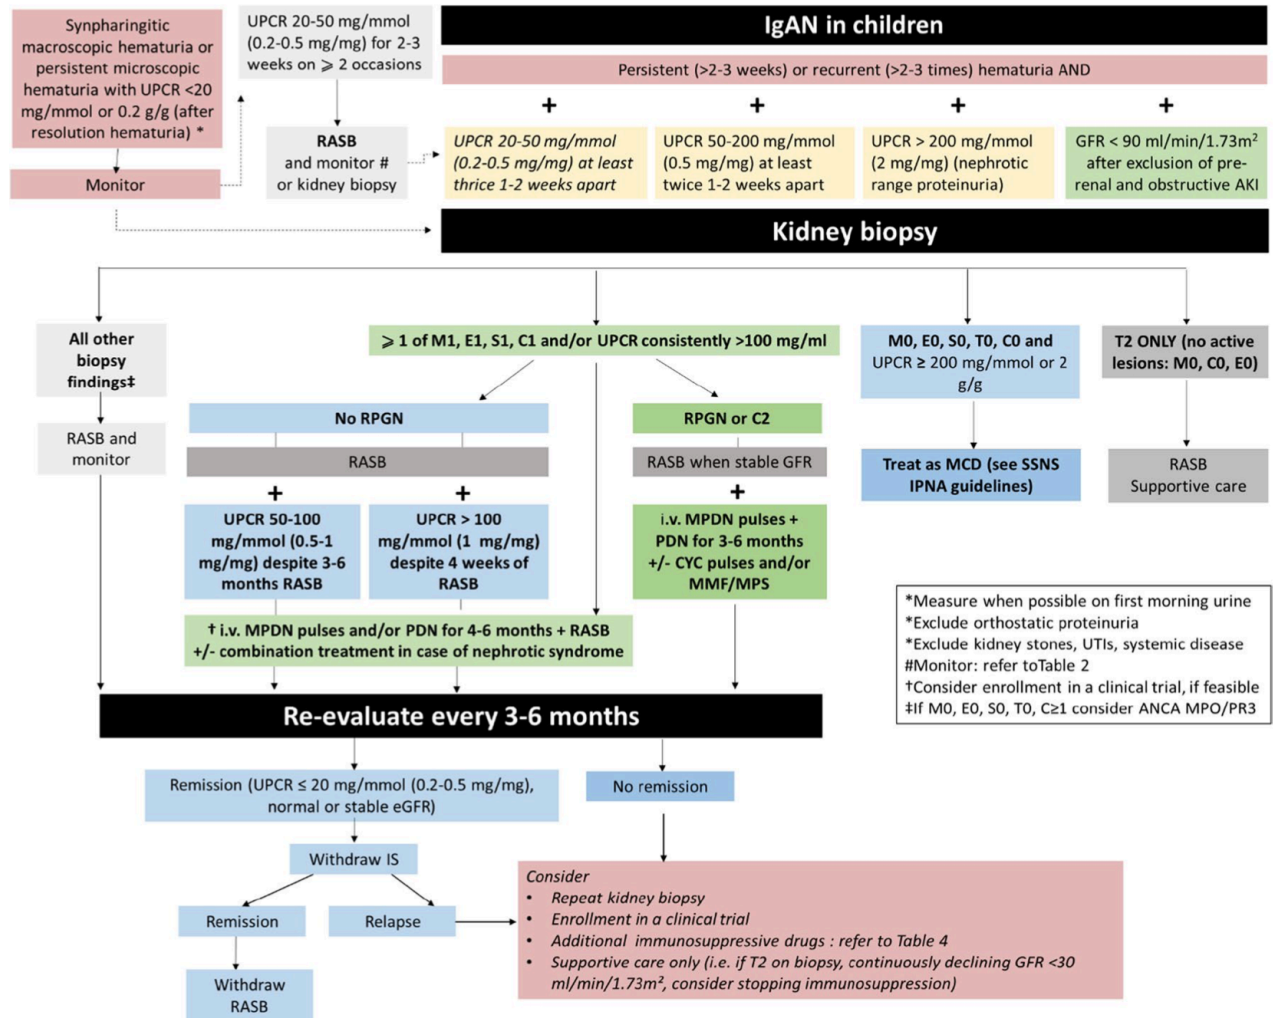 Synpharingitic
macroscopic hematuria or
persistent microscopic
hematuria with UPCR <20
mg/mmol or 0.2 g/g (after
resolution hematuria) *
Monitor
UPCR 20-50 mg/mmol
(0.2-0.5 mg/mg) for 2-3
weeks on ⩾ 2 occasions
RASB
and monitor #
or kidney biopsy
IgAN in children
Persistent (>2-3 weeks) or recurrent (>2-3 times) hematuria AND
+ + + +
UPCR 20-50 mg/mmol
(0.2-0.5 mg/mg) at least
thrice 1-2 weeks apart
UPCR 50-200 mg/mmol
(0.5 mg/mg) at least
twice 1-2 weeks apart
UPCR > 200 mg/mmol
(2 mg/mg) (nephrotic
range proteinuria)
GFR < 90 ml/min/1.73m²
after exclusion of pre-
renal and obstructive AKI
Kidney biopsy
All other
biopsy
findings‡
RASB and
monitor
⩾ 1 of M1, E1, S1, C1 and/or UPCR consistently >100 mg/ml
No RPGN
RASB
+ +
UPCR 50-100
mg/mmol (0.5-1
mg/mg) despite 3-6
months RASB
UPCR > 100
mg/mmol (1 mg/mg)
despite 4 weeks of
RASB
† i.v. MPDN pulses and/or PDN for 4-6 months + RASB
+/- combination treatment in case of nephrotic syndrome
RPGN or C2
RASB when stable GFR
+
i.v. MPDN pulses +
PDN for 3-6 months
+/- CYC pulses and/or
MMF/MPS
M0, E0, S0, T0, C0 and
UPCR ≥ 200 mg/mmol or 2
g/g
Treat as MCD (see SSNS
IPNA guidelines)
T2 ONLY (no active
lesions: M0, C0, E0)
RASB
Supportive care
*Measure when possible on first morning urine
*Exclude orthostatic proteinuria
*Exclude kidney stones, UTIs, systemic disease
#Monitor: refer toTable 2
†Consider enrollment in a clinical trial, if feasible
‡If M0, E0, S0, T0, C≥1 consider ANCA MPO/PR3
Re-evaluate every 3-6 months
Remission (UPCR ≤ 20 mg/mmol (0.2-0.5 mg/mg),
normal or stable eGFR)
No remission
Withdraw IS
Remission
Relapse
Withdraw
RASB
Consider
• Repeat kidney biopsy
• Enrollment in a clinical trial
• Additional immunosuppressive drugs : refer to Table 4
• Supportive care only (i.e. if T2 on biopsy, continuously declining GFR <30
ml/min/1.73m², consider stopping immunosuppression)